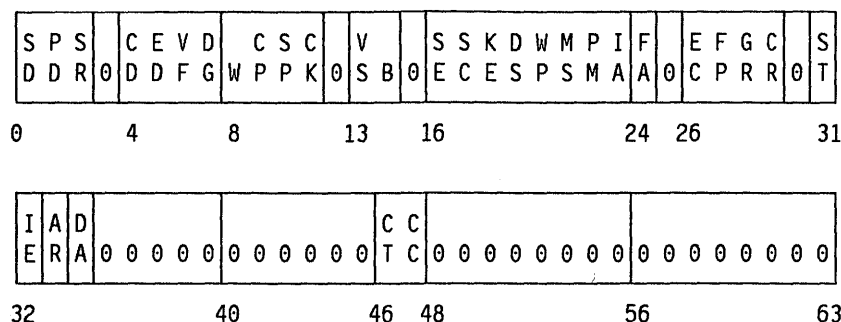 S P S C E V D C S C V S S K D W M P I F E F G C S
D D R 0 D D F G W P P K 0 S B 0 E C E S P S M A A 0 C P R R 0 T
0 4 8 13 16 24 26 31
I A D C C
E R A 0 0 0 0 0 0 0 0 0 0 0 T C 0 0 0 0 0 0 0 0 0 0 0 0 0 0 0 0
32 40 46 48 56 63